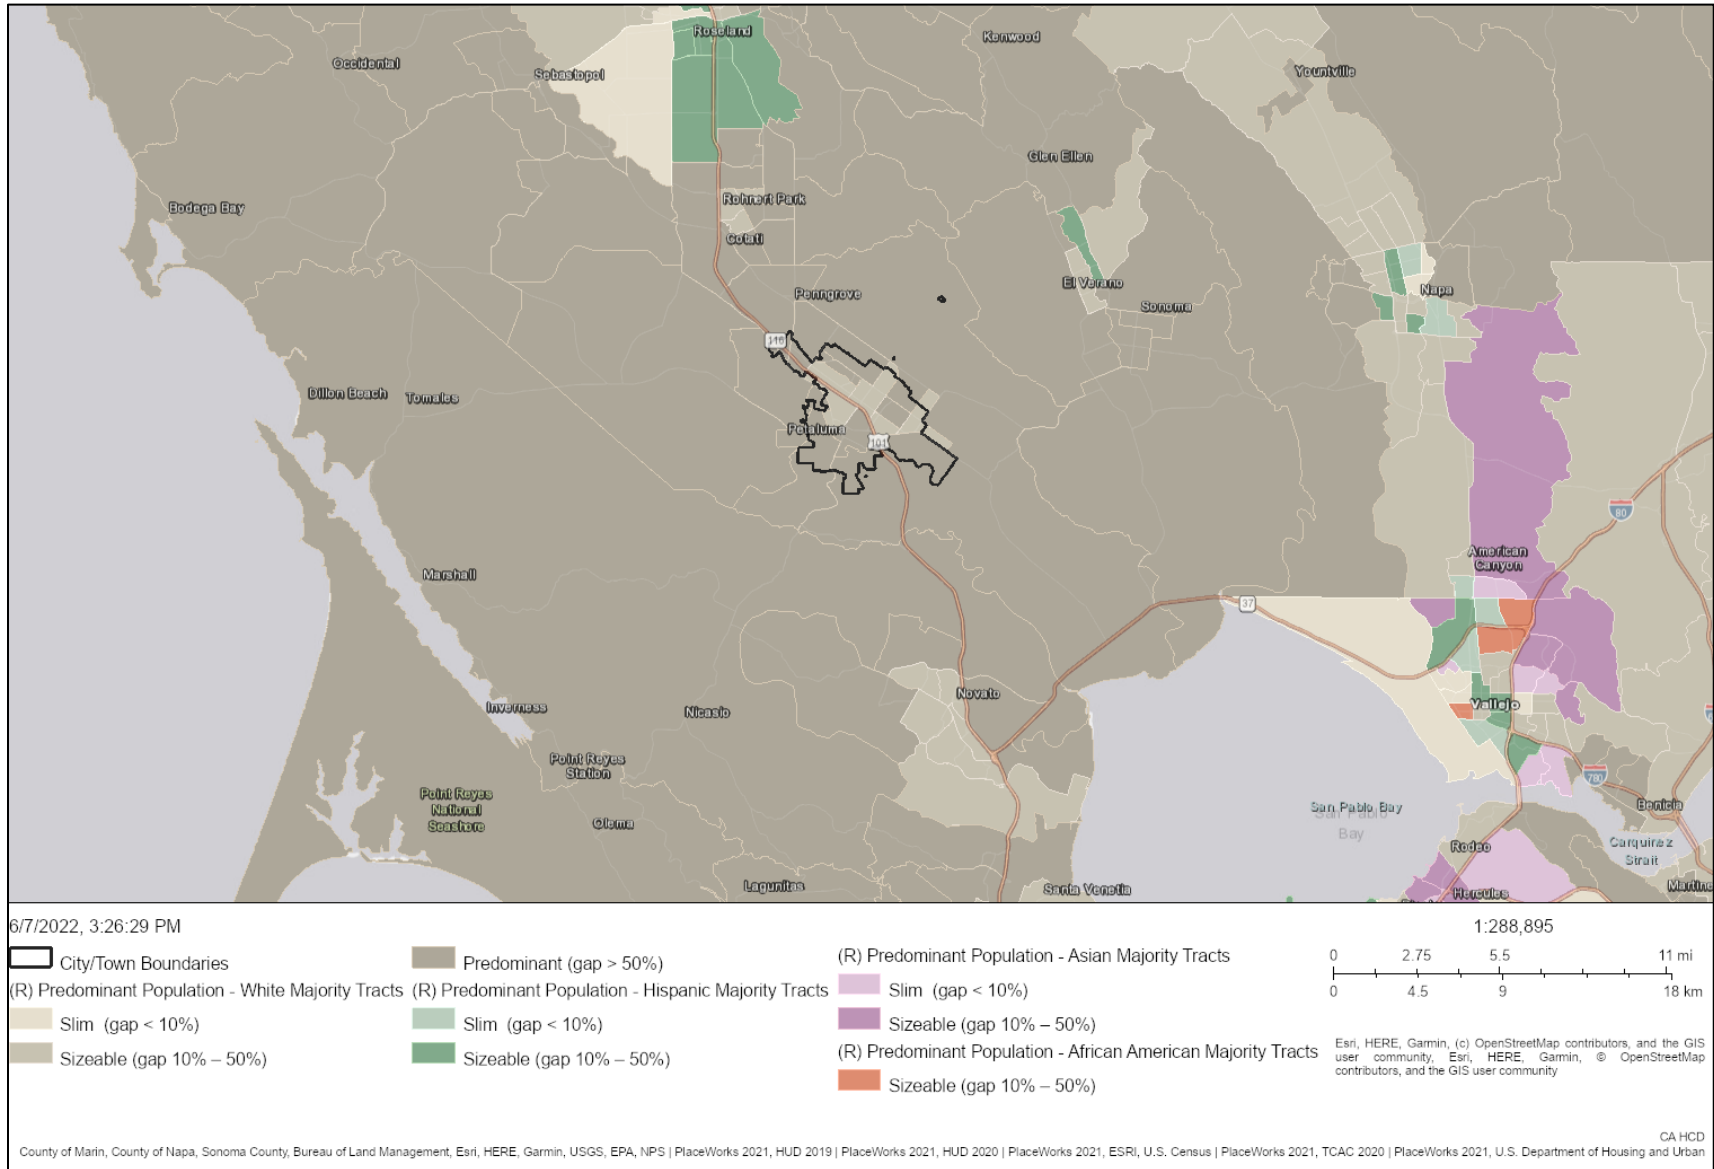 Roseland
Kenwood
Occidental
Sebastopol
Yountville
Glen Ellen
Bodega Bay
Rohnert Park
Cotati
El Verano
Penngrove
Napa
Sonoma
116
Dillon Beach
Tomales
Petaluma
101
80
American
Canyon
Marshall
37
Novato
Vallejo
Inverness
Nicasio
Point Reyes
Station
780
Point Reyes
National
Seashore
San Pablo Bay
San Pablo
Bay
Benicia
Olema
Rodeo
Carquinez
Strait
Lagunitas
Santa Venetia
Hercules
Martine
6/7/2022, 3:26:29 PM
1:288,895
City/Town Boundaries
(R) Predominant Population - White Majority Tracts
Slim (gap < 10%)
Sizeable (gap 10% – 50%)
Predominant (gap > 50%)
(R) Predominant Population - Hispanic Majority Tracts
Slim (gap < 10%)
Sizeable (gap 10% – 50%)
(R) Predominant Population - Asian Majority Tracts
Slim (gap < 10%)
Sizeable (gap 10% – 50%)
(R) Predominant Population - African American Majority Tracts
Sizeable (gap 10% – 50%)
0 2.75 5.5 11 mi
0 4.5 9 18 km
Esri, HERE, Garmin, (c) OpenStreetMap contributors, and the GIS
user community, Esri, HERE, Garmin, © OpenStreetMap
contributors, and the GIS user community
CA HCD
County of Marin, County of Napa, Sonoma County, Bureau of Land Management, Esri, HERE, Garmin, USGS, EPA, NPS | PlaceWorks 2021, HUD 2019 | PlaceWorks 2021, HUD 2020 | PlaceWorks 2021, ESRI, U.S. Census | PlaceWorks 2021, TCAC 2020 | PlaceWorks 2021, U.S. Department of Housing and Urban